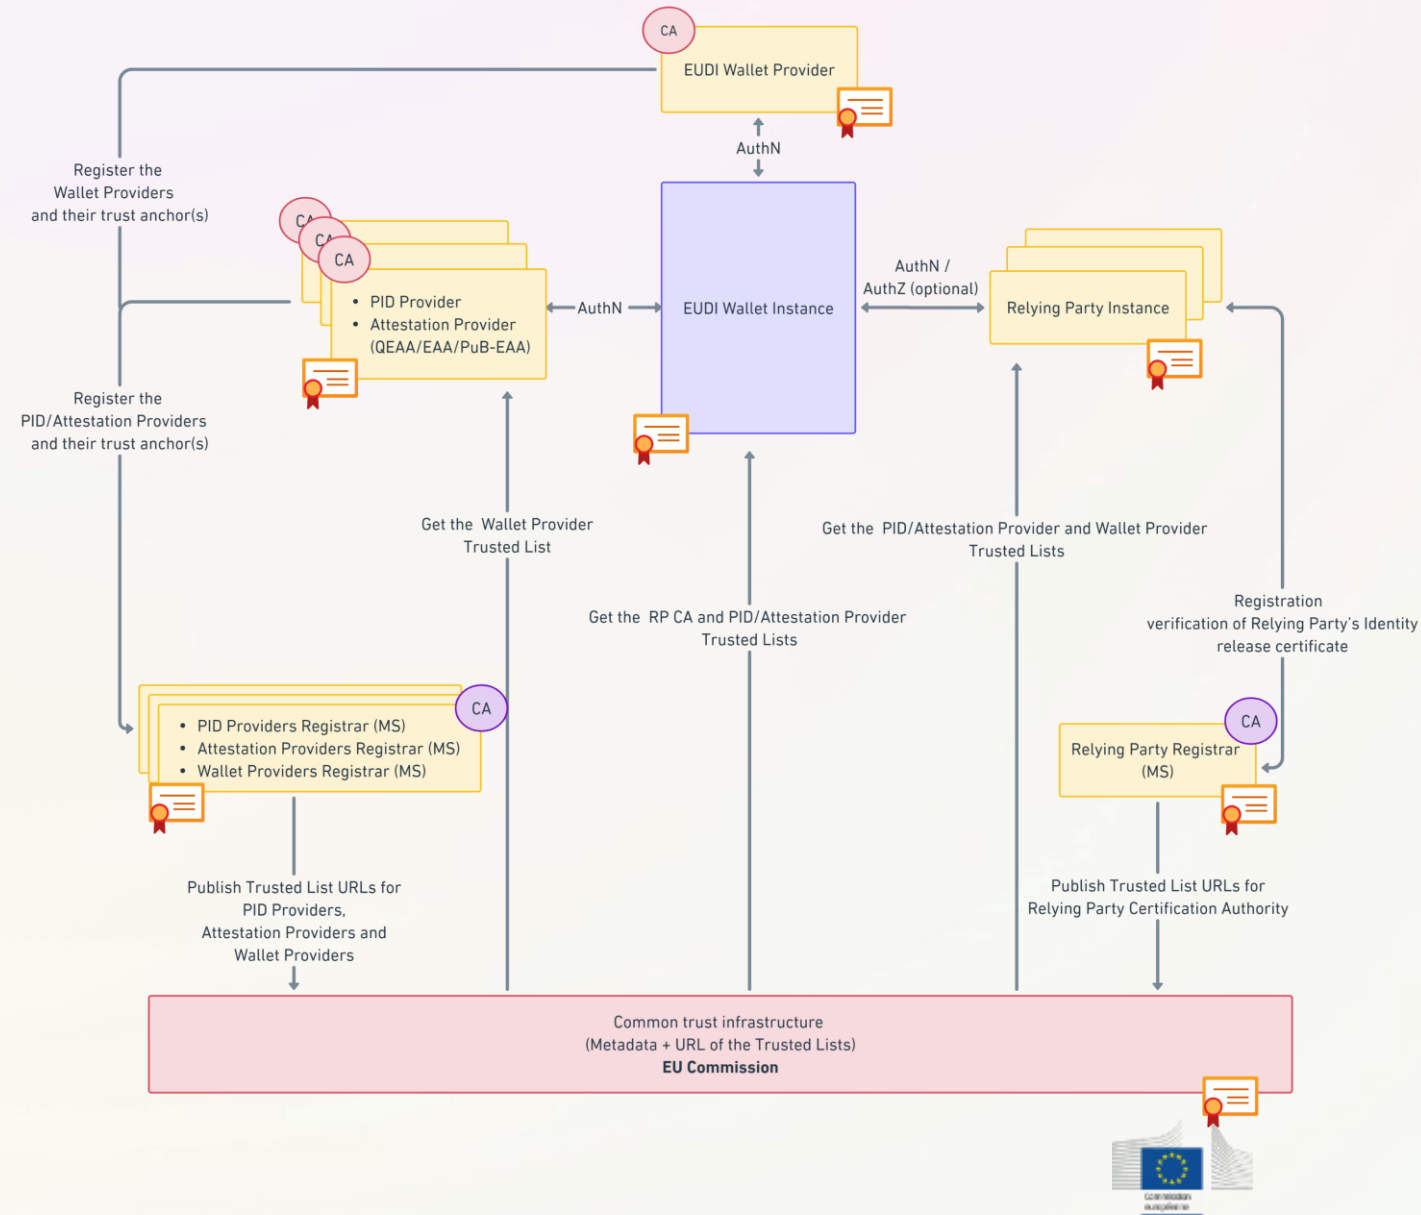 CA
EUDI Wallet Provider
AuthN
Register the
Wallet Providers
and their trust anchor(s)
CA
CA
CA
• PID Provider
• Attestation Provider
(QEAA/EAA/PuB-EAA)
AuthN
EUDI Wallet Instance
AuthN /
AuthZ (optional)
Relying Party Instance
Register the
PID/Attestation Providers
and their trust anchor(s)
Get the Wallet Provider
Trusted List
Get the PID/Attestation Provider and Wallet Provider
Trusted Lists
Get the RP CA and PID/Attestation Provider
Trusted Lists
Registration
verification of Relying Party's Identity
release certificate
CA
• PID Providers Registrar (MS)
• Attestation Providers Registrar (MS)
• Wallet Providers Registrar (MS)
CA
Relying Party Registrar
(MS)
Publish Trusted List URLs for
PID Providers,
Attestation Providers and
Wallet Providers
Publish Trusted List URLs for
Relying Party Certification Authority
Common trust infrastructure
(Metadata + URL of the Trusted Lists)
EU Commission
Commission
européenne